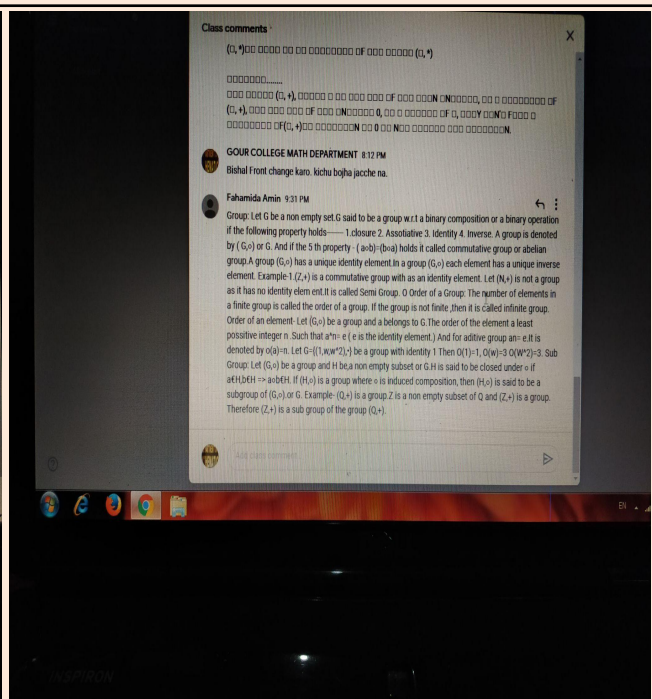 Class comments
X
GOUR COLLEGE MATH DEPARTMENT 8:12 PM
Bishal Front change karo. kichu bojha jacche na.
Fahamida Amin 9:31 PM
Group: Let G be a non empty set.G said to be a group w.r.t a binary composition or a binary operation
if the following property holds—— 1.closure 2. Assotiative 3. Identity 4. Inverse. A group is denoted
by ( G,o) or G. And if the 5 th property - ( aob)=(boa) holds it called commutative group or abelian
group.A group (G,o) has a unique identity element.In a group (G,o) each element has a unique inverse
element. Example-1.(Z,+) is a commutative group with as an identity element. Let (N,+) is not a group
as it has no identity elem ent.It is called Semi Group. O Order of a Group: The number of elements in
a finite group is called the order of a group. If the group is not finite ,then it is called infinite group.
Order of an element- Let (G,o) be a group and a belongs to G.The order of the element a least
possitive integer n .Such that a^n= e ( e is the identity element.) And for aditive group an= e.It is
denoted by o(a)=n. Let G=({1,w,w^2},•) be a group with identity 1 Then O(1)=1, O(w)=3 O(W^2)=3. Sub
Group: Let (G,o) be a group and H be,a non empty subset or G.H is said to be closed under o if
a€H,b€H => aob€H. If (H,o) is a group where o is induced composition, then (H,o) is said to be a
subgroup of (G,o).or G. Example- (Q,+) is a group.Z is a non empty subset of Q and (Z,+) is a group.
Therefore (Z,+) is a sub group of the group (Q,+).
Add class comment
EN
INSPIRON